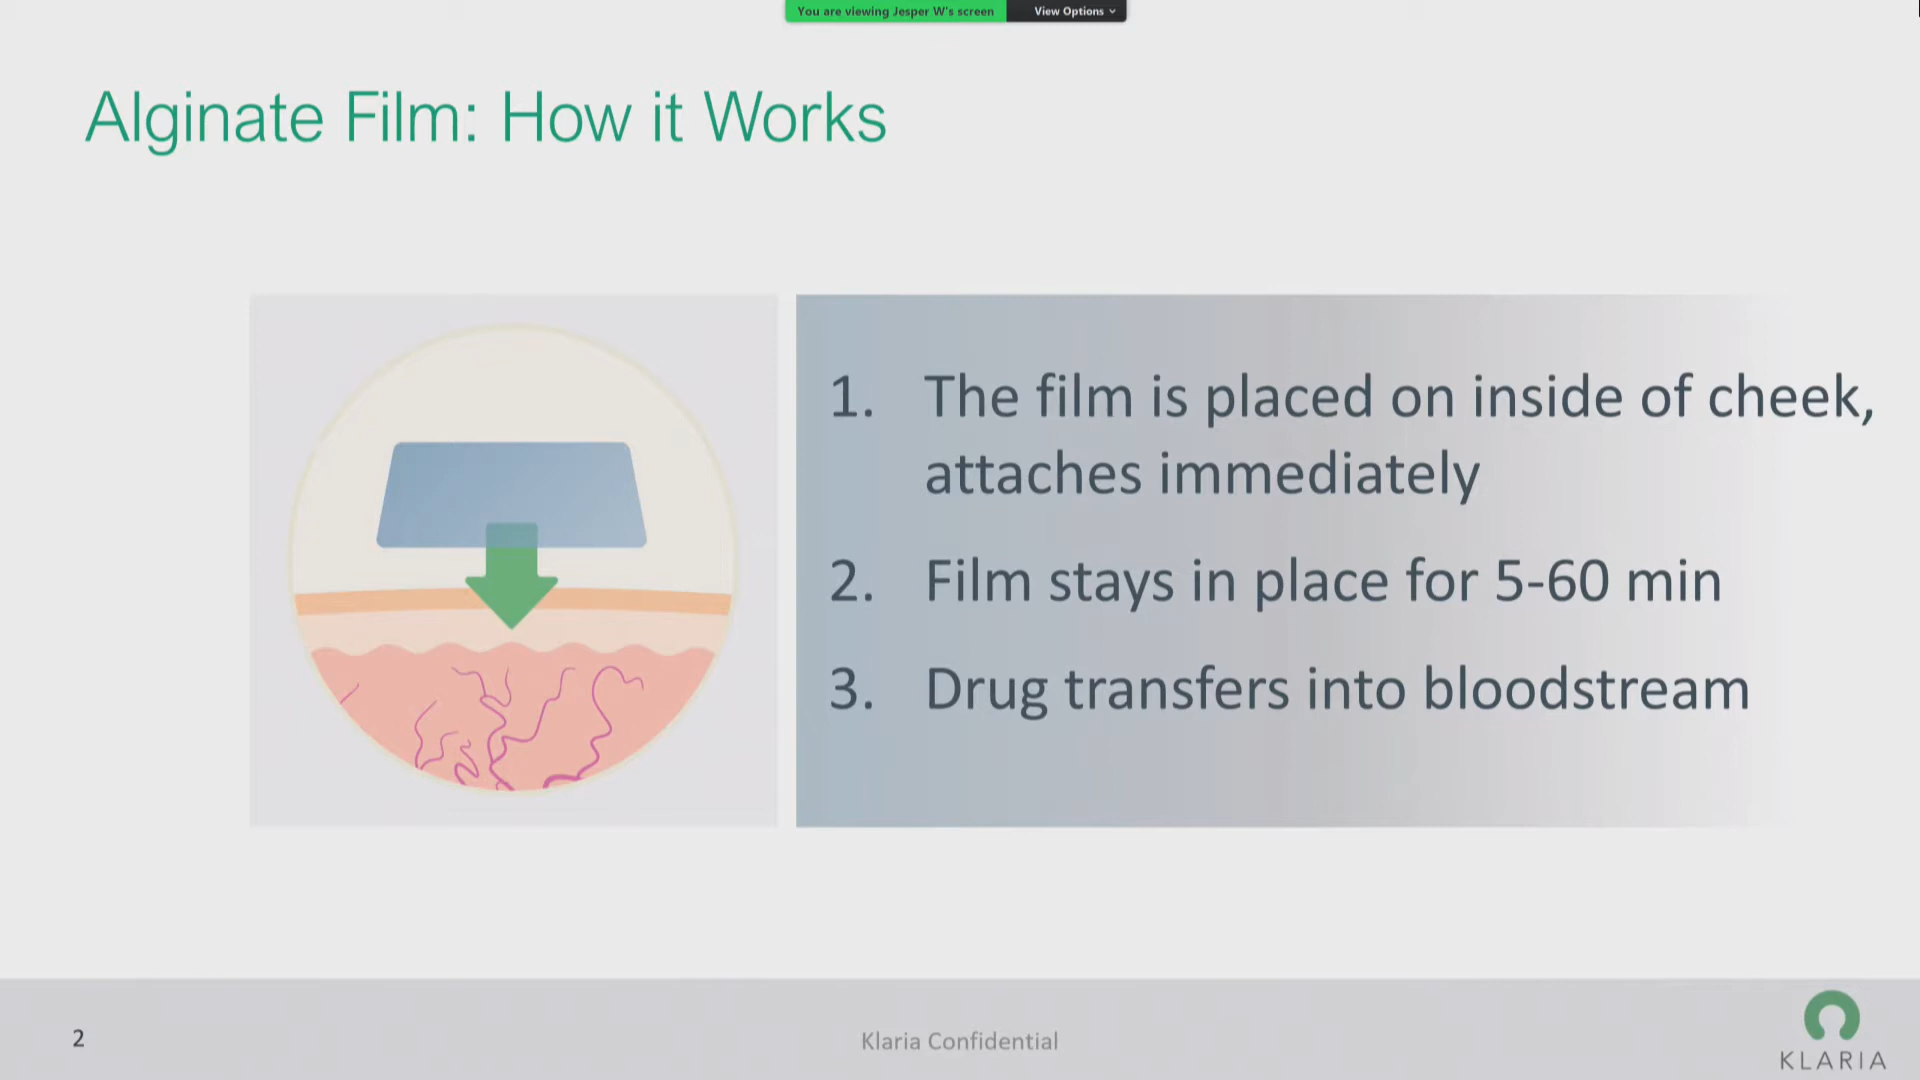 You are viewing Jesper W's screen
View Options
Alginate Film: How it Works
1. The film is placed on inside of cheek,
attaches immediately
2. Film stays in place for 5-60 min
3. Drug transfers into bloodstream
2
Klaria Confidential
KLARIA